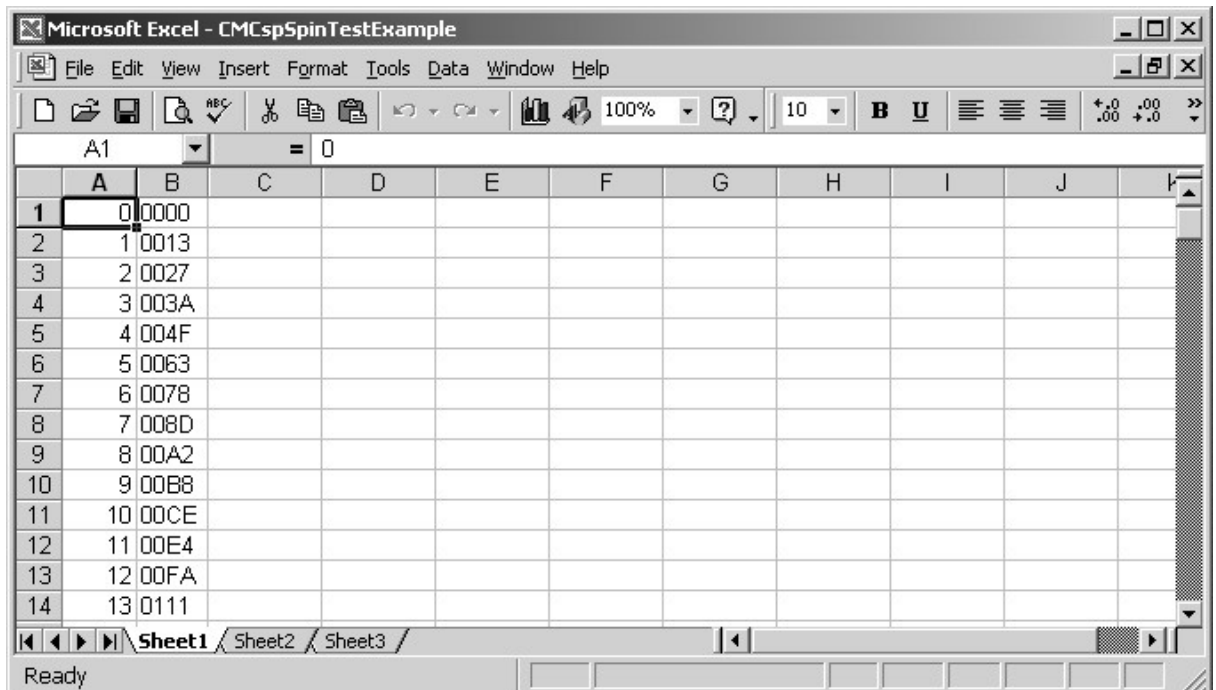 Microsoft Excel - CMCspSpinTestExample
File Edit View Insert Format Tools Data Window Help
100% 10 B U
A1 = 0
A B C D E F G H I J
1 0 0000
2 1 0013
3 2 0027
4 3 003A
5 4 004F
6 5 0063
7 6 0078
8 7 008D
9 8 00A2
10 9 00B8
11 10 00CE
12 11 00E4
13 12 00FA
14 13 0111
Sheet1 Sheet2 Sheet3
Ready